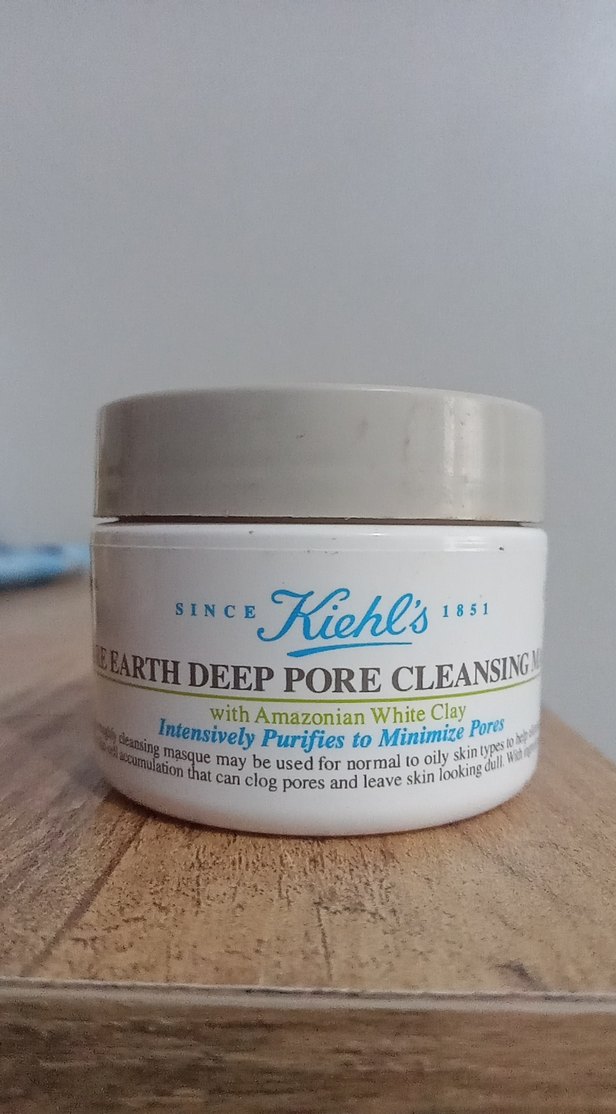 SINCE Kiehl's 1851
EARTH DEEP PORE CLEANSING
with Amazonian White Clay
Intensively Purifies to Minimize Pores
cleansing masque may be used for normal to oily skin types to help
accumulation that can clog pores and leave skin looking dull. With